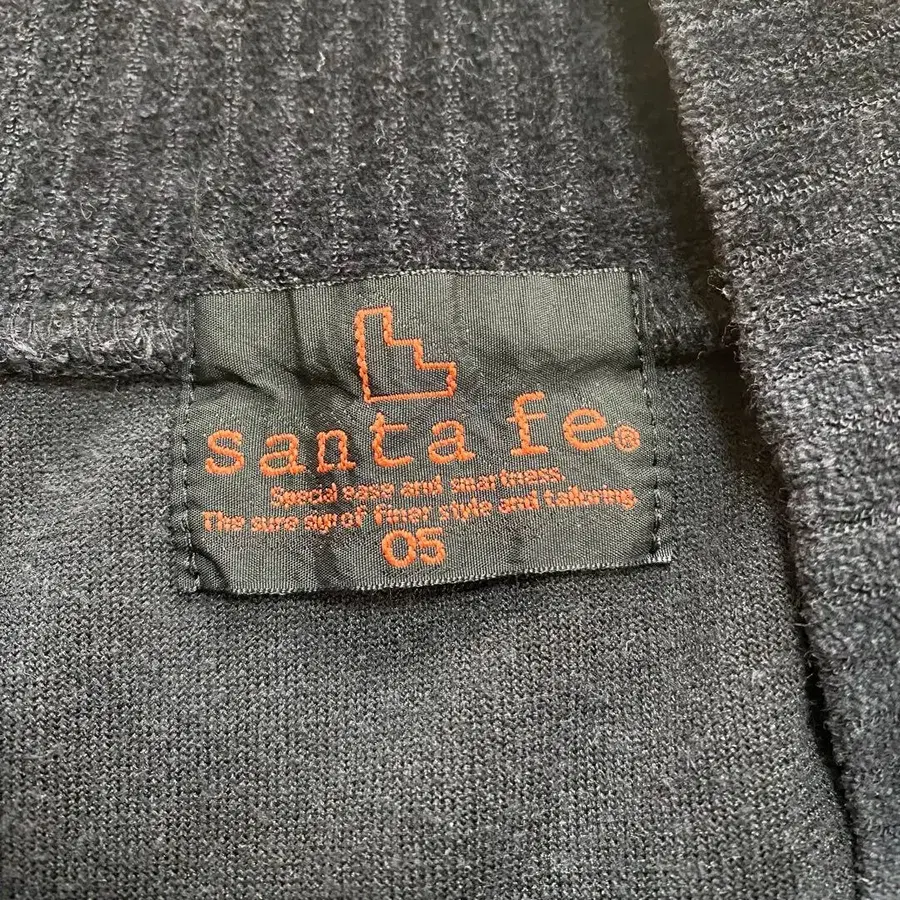 santa fe®
Special ease and smartness.
The sure sign of finer style and tailoring
05